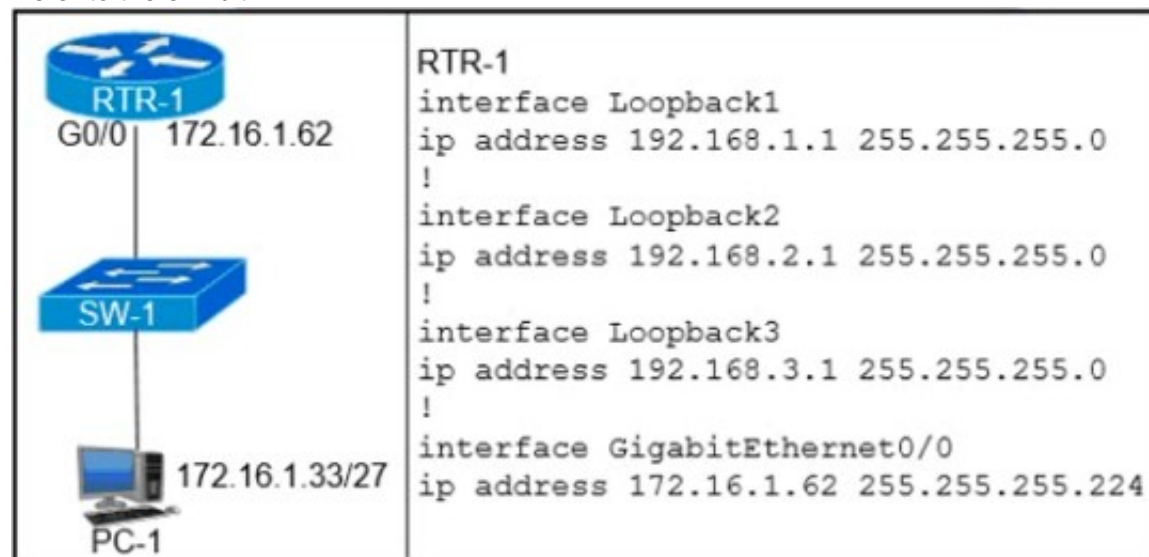 RTR-1
G0/0 172.16.1.62
SW-1
172.16.1.33/27
PC-1
RTR-1
interface Loopback1
ip address 192.168.1.1 255.255.255.0
!
interface Loopback2
ip address 192.168.2.1 255.255.255.0
!
interface Loopback3
ip address 192.168.3.1 255.255.255.0
!
interface GigabitEthernet0/0
ip address 172.16.1.62 255.255.255.224